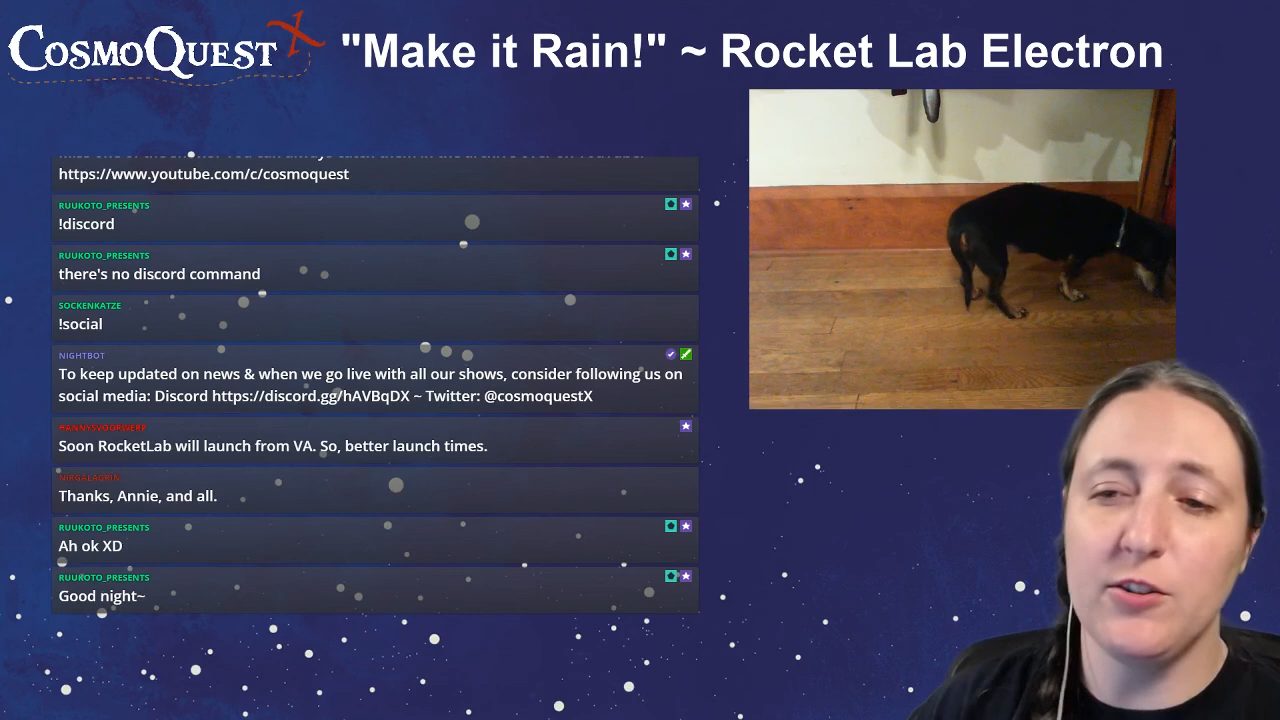 CosmoQuest X
"Make it Rain!" ~ Rocket Lab Electron
https://www.youtube.com/c/cosmoquest
RUUKOTO_PRESENTS
!discord
RUUKOTO_PRESENTS
there's no discord command
SOCKENKATZE
!social
NIGHTBOT
To keep updated on news & when we go live with all our shows, consider following us on
social media: Discord https://discord.gg/hAVBqDX ~ Twitter: @cosmoquestX
HANNYSVOORWERP
Soon RocketLab will launch from VA. So, better launch times.
NIRGALADRIN
Thanks, Annie, and all.
RUUKOTO_PRESENTS
Ah ok XD
RUUKOTO_PRESENTS
Good night~